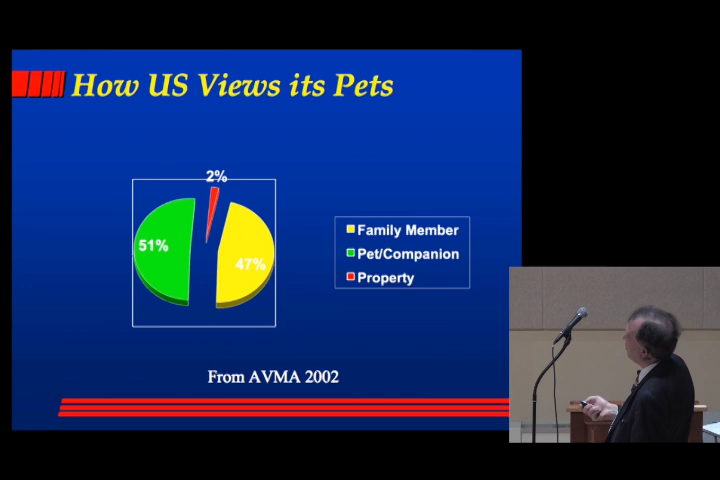 How US Views its Pets
2%
51%
47%
Family Member
Pet/Companion
Property
From AVMA 2002